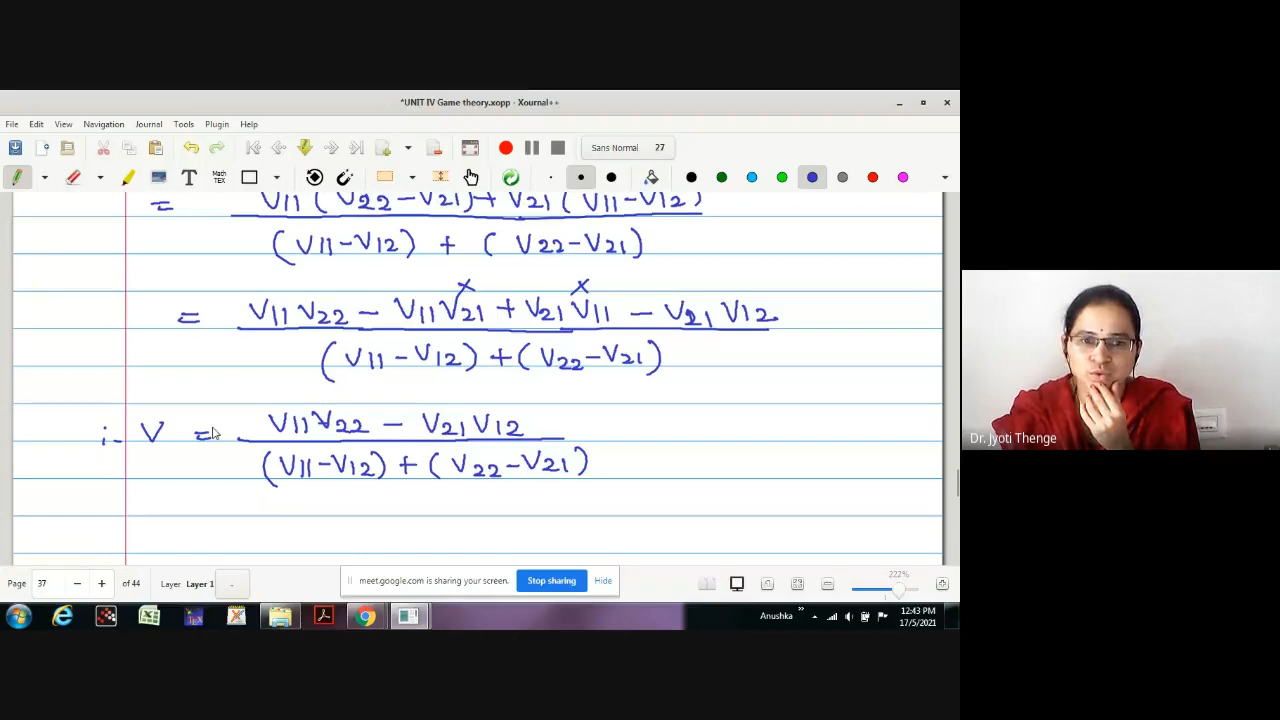 *UNIT IV Game theory.xopp - Xournal++
File Edit View Navigation Journal Tools Plugin Help
Sans Normal 27
T Math TEX
= V11 (V22-V21) + V21 (V11-V12)
(V11-V12) + (V22-V21)
x x
= V11 V22 - V11 V21 + V21 V11 - V21 V12
(V11-V12) + (V22-V21)
i- V = V11 V22 - V21 V12
(V11-V12) + (V22-V21)
Dr. Jyoti Thenge
Page 37 of 44 Layer Layer 1
meet.google.com is sharing your screen. Stop sharing Hide
222%
Anushka
12:43 PM
17/5/2021